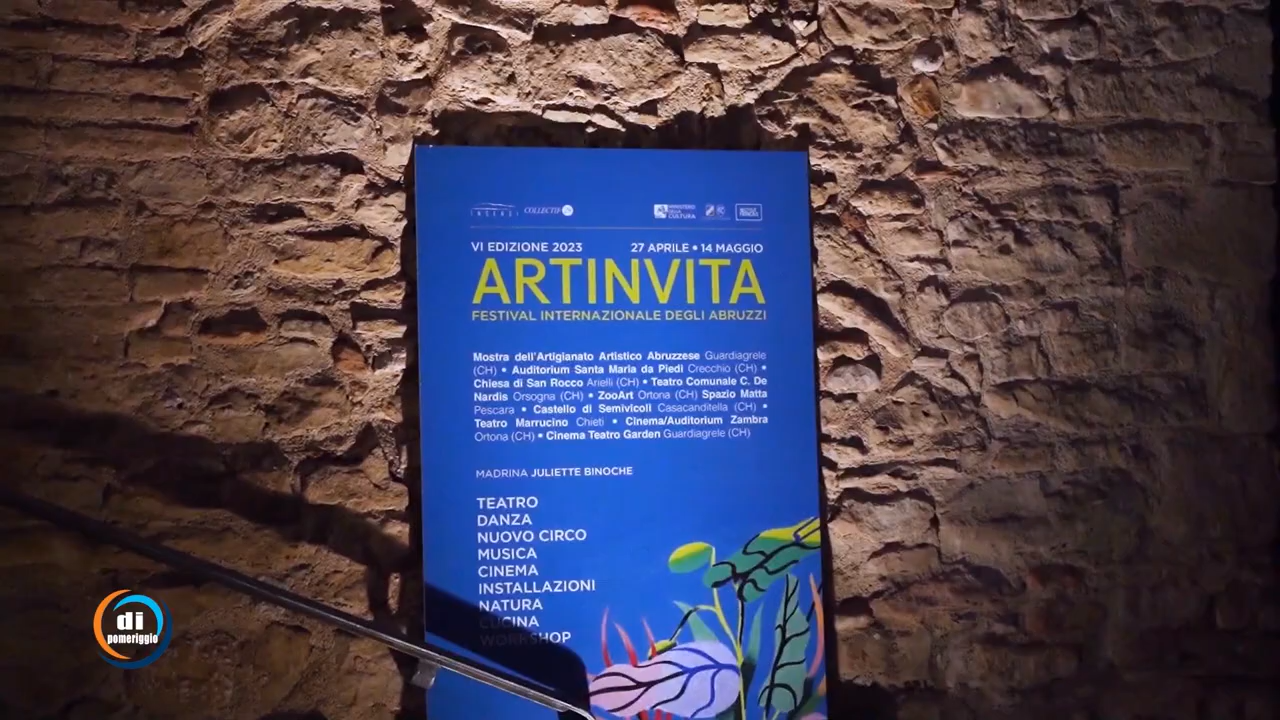 COLLECTIF
MINISTERO
CULTURA
VI EDIZIONE 2023 27 APRILE • 14 MAGGIO
ARTINVITA
FESTIVAL INTERNAZIONALE DEGLI ABRUZZI
Mostra dell'Artigianato Artistico Abruzzese Guardiagrele
(CH) • Auditorium Santa Maria da Piedi Crecchio (CH) •
Chiesa di San Rocco Arielli (CH) • Teatro Comunale C. De
Nardis Orsogna (CH) • ZooArt Ortona (CH) Spazio Matta
Pescara • Castello di Semivicoli Casacanditella (CH) •
Teatro Marrucino Chieti • Cinema/Auditorium Zambra
Ortona (CH) • Cinema Teatro Garden Guardiagrele (CH)
MADRINA JULIETTE BINOCHE
TEATRO
DANZA
NUOVO CIRCO
MUSICA
CINEMA
INSTALLAZIONI
NATURA
CUCINA
WORKSHOP
di
pomeriggio